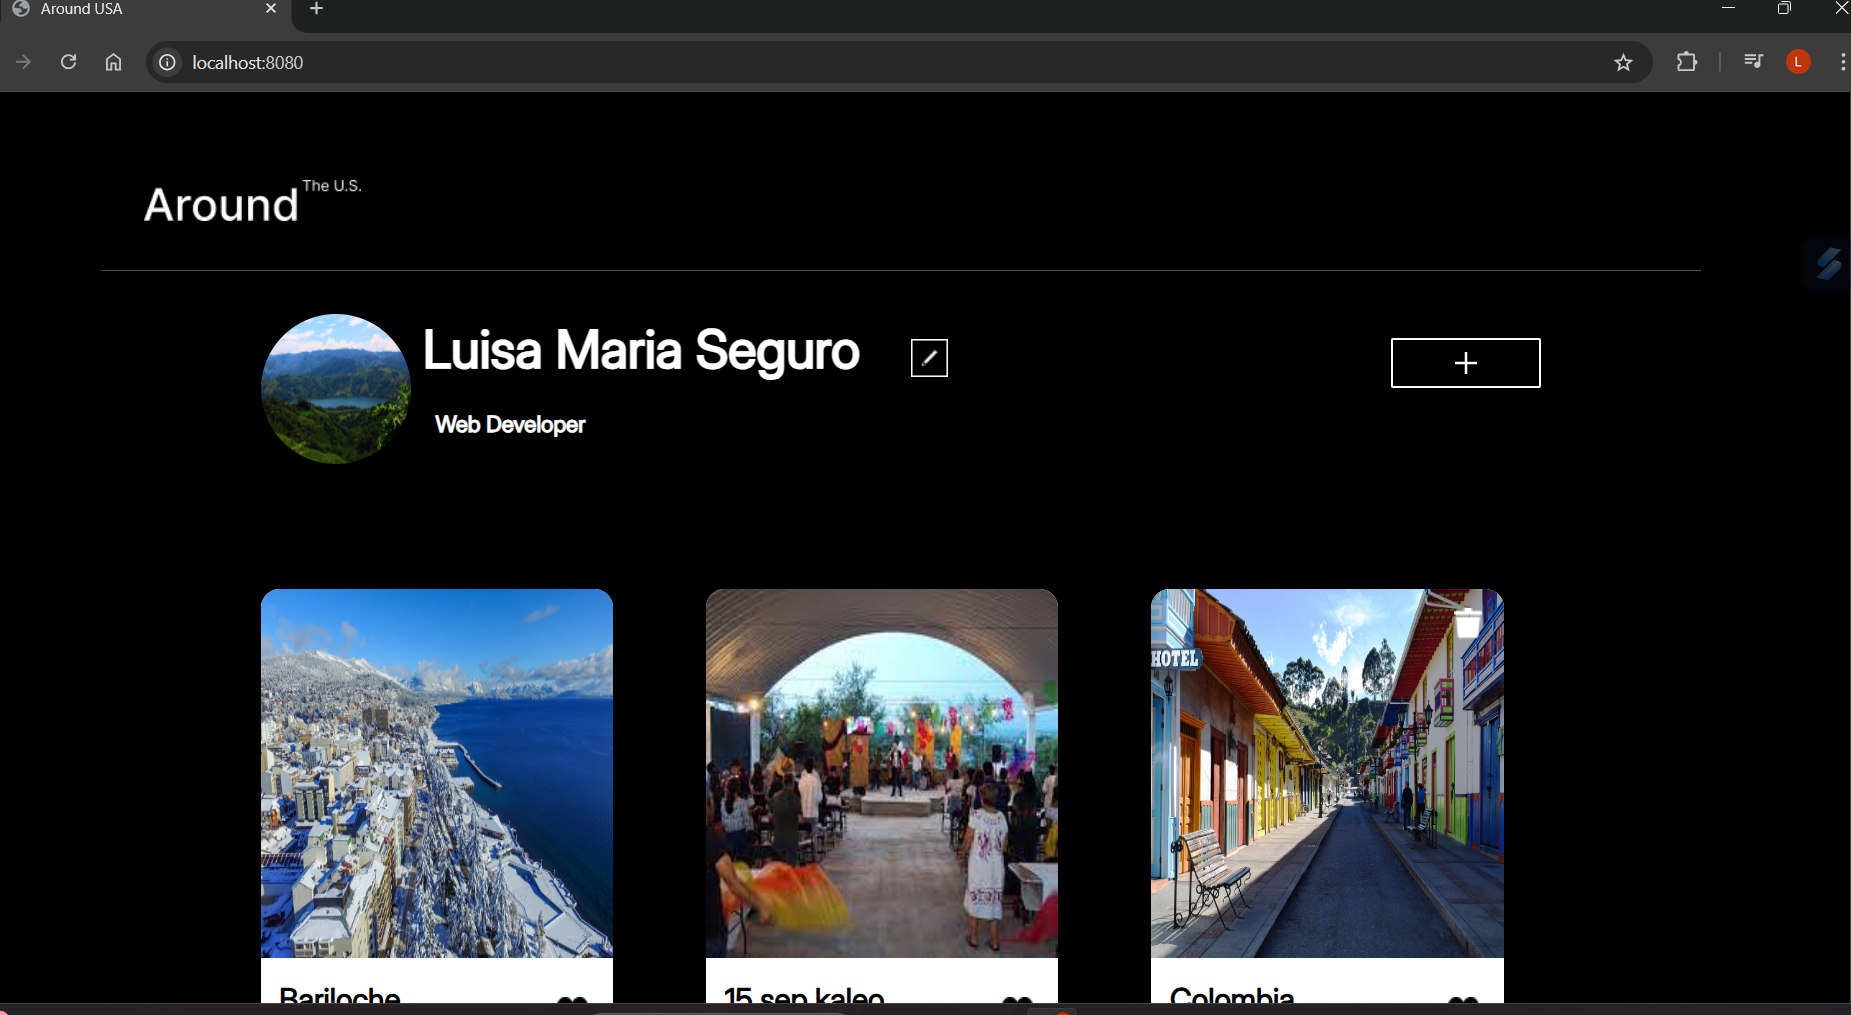 Around USA
localhost:8080
L
Around The U.S.
Luisa Maria Seguro
Web Developer
HOTEL
Bariloche
15 sep kaleo
Colombia